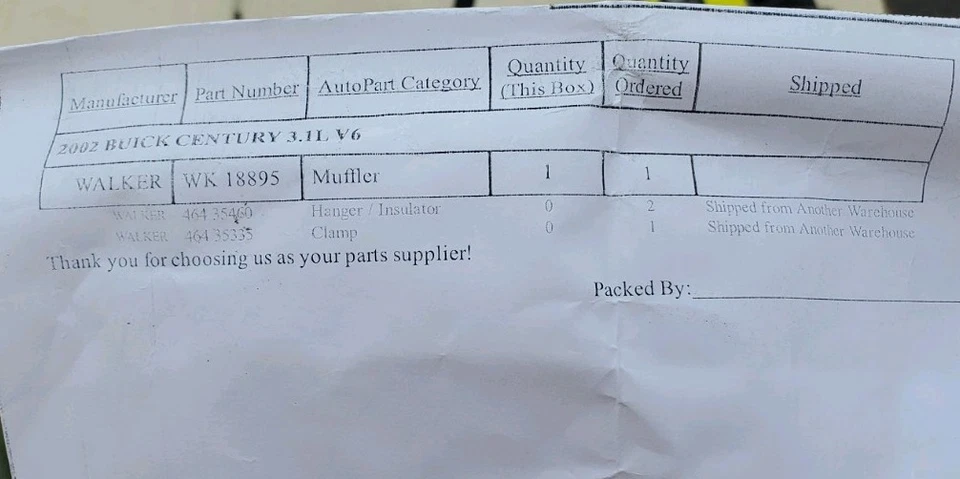 Manufacturer Part Number AutoPart Category Quantity (This Box) Quantity Ordered Shipped
2002 BUICK CENTURY 3.1L V6
WALKER WK 18895 Muffler 1 1
WALKER 464 35460 Hanger / Insulator 0 2 Shipped from Another Warehouse
WALKER 464 35335 Clamp 0 1 Shipped from Another Warehouse
Thank you for choosing us as your parts supplier!
Packed By: